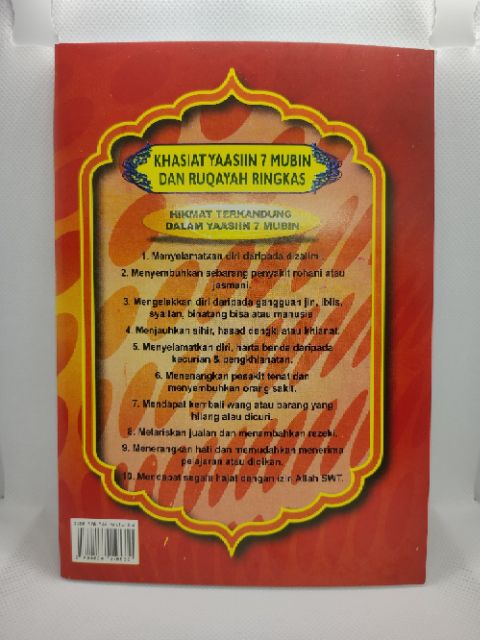 KHASIAT YAASIIN 7 MUBIN
DAN RUQAYAH RINGKAS
HIKMAT TERKANDUNG
DALAM YAASIIN 7 MUBIN
1. Menyelamatkan diri daripada dizalim
2. Menyembuhkan sebarang penyakit rohani atau
jasmani.
3. Mengelakkan diri daripada gangguan jin, iblis,
syaitan, binatang bisa atau manusia
4. Menjauhkan sihir, hasad dengki atau khianat.
5. Menyelamatkan diri, harta benda daripada
kecurian & pengkhianatan.
6. Menenangkan pesakit tenat dan
menyembuhkan orang sakit.
7. Mendapat kembali wang atau barang yang
hilang atau dicuri.
8. Melariskan jualan dan menambahkan rezeki.
9. Menerangkan hati dan memudahkan menerima
pelajaran atau didikan.
10. Mendapat segala hajat dengan izin Allah SWT.